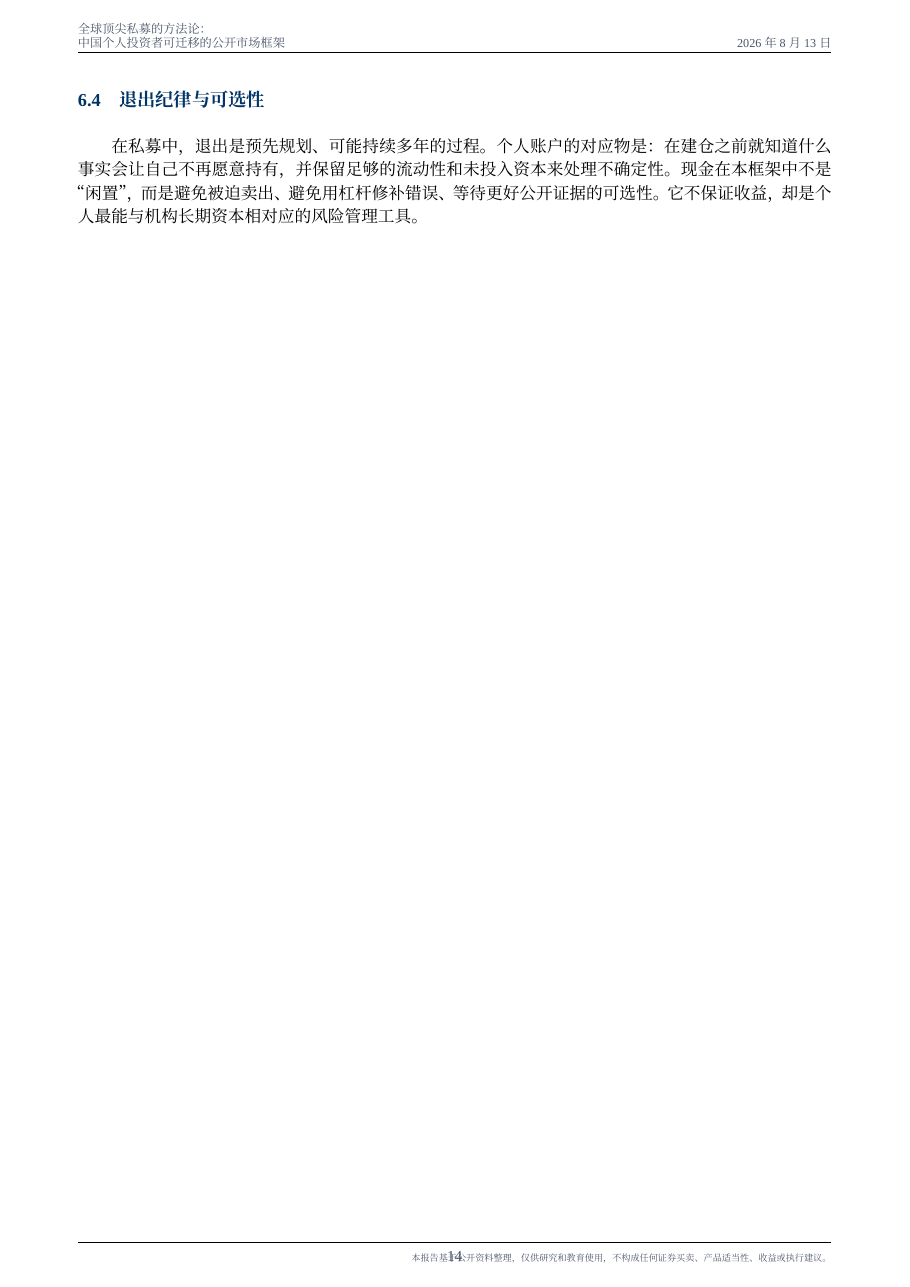 全球顶尖私募的方法论：
中国个人投资者可迁移的公开市场框架
2026 年 8 月 13 日
6.4 退出纪律与可选性
在私募中，退出是预先规划、可能持续多年的过程。个人账户的对应物是：在建仓之前就知道什么
事实会让自己不再愿意持有，并保留足够的流动性和未投入资本来处理不确定性。现金在本框架中不是
“闲置”，而是避免被迫卖出、避免用杠杆修补错误、等待更好公开证据的可选性。它不保证收益，却是个
人最能与机构长期资本相对应的风险管理工具。
14
本报告基于公开资料整理，仅供研究和教育使用，不构成任何证券买卖、产品适当性、收益或执行建议。